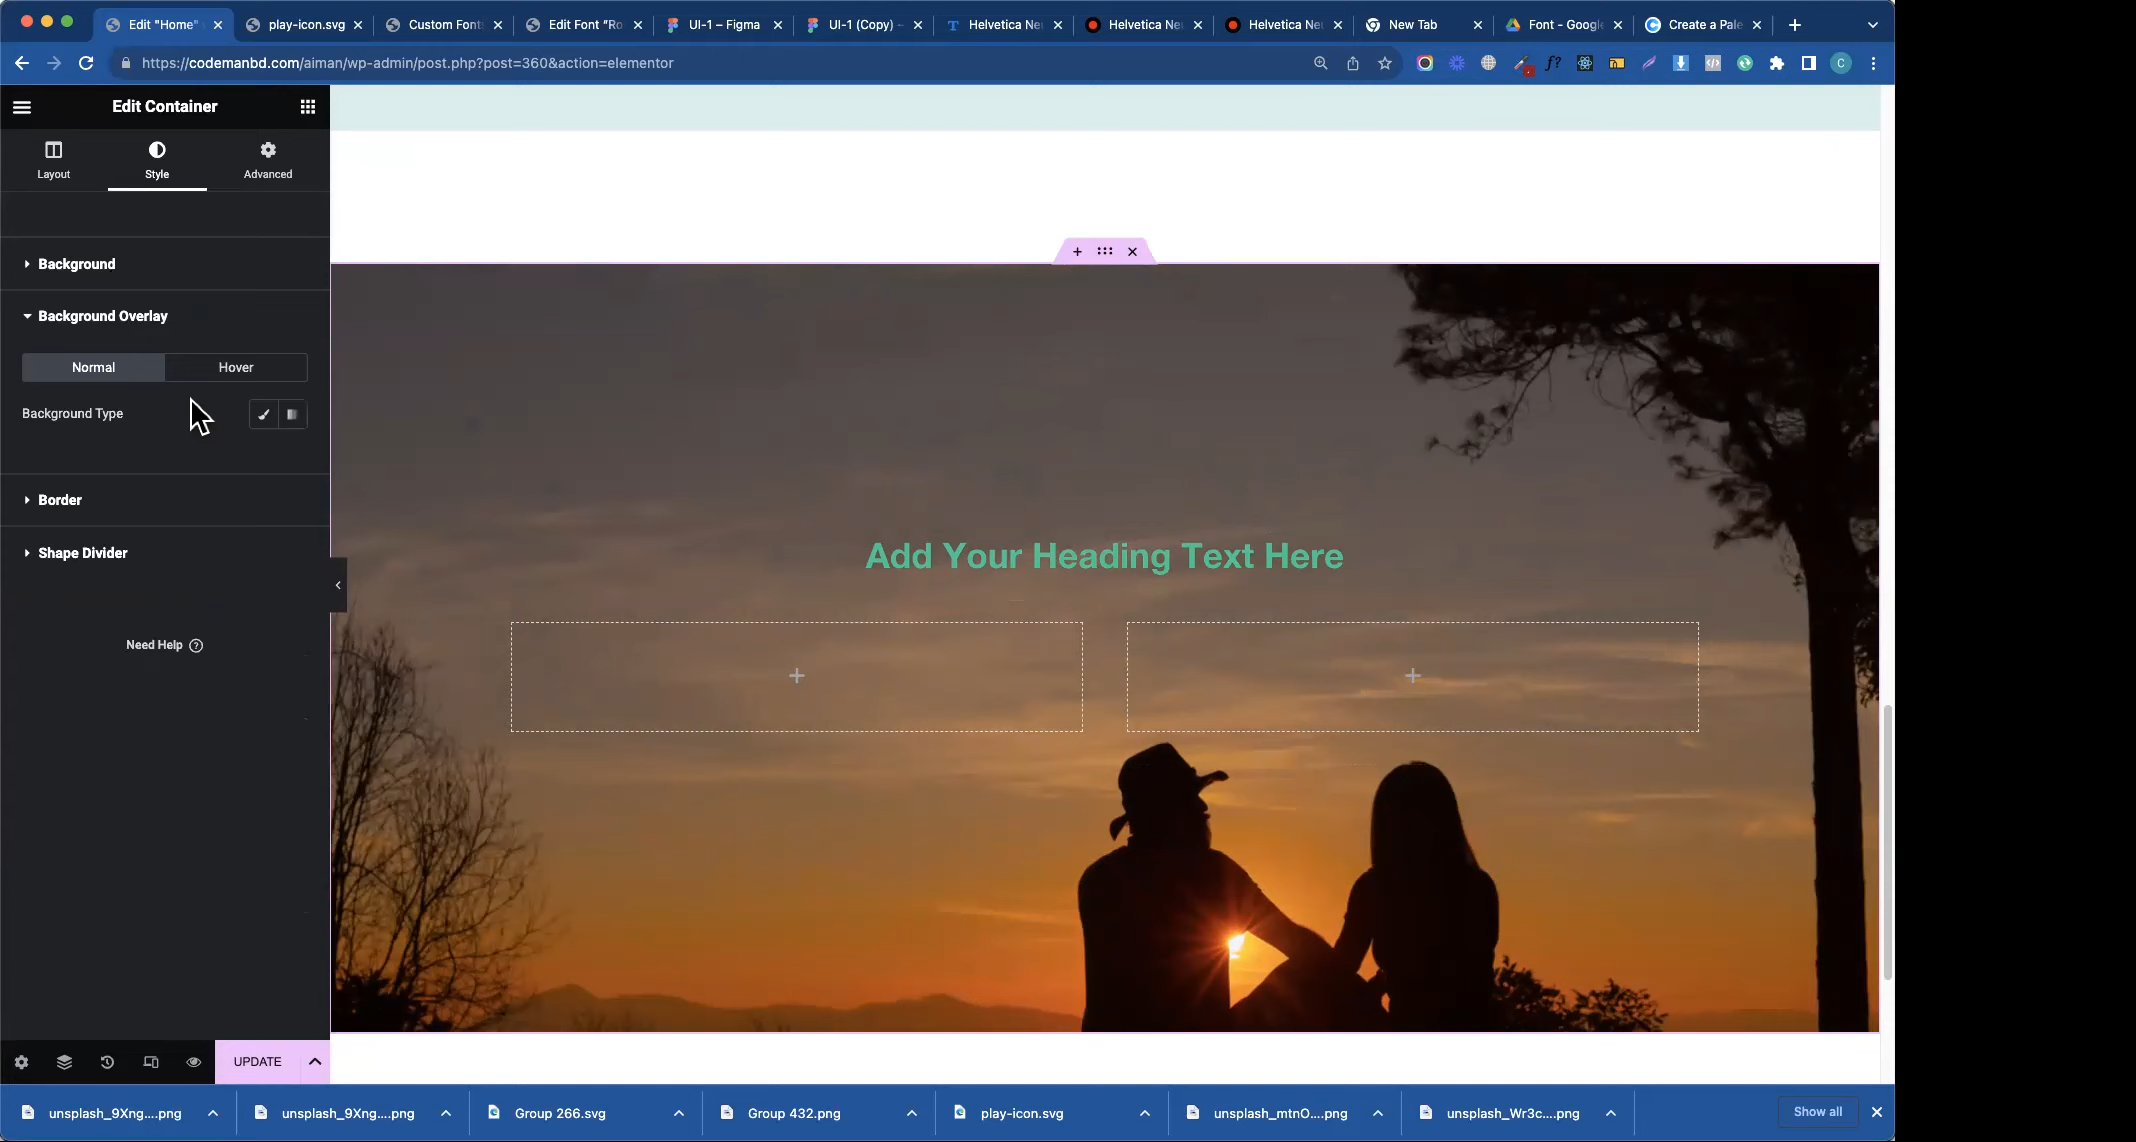 Edit "Home"
play-icon.svg
Custom Font
Edit Font "Ro
UI-1 – Figma
UI-1 (Copy) –
Helvetica Ne
Helvetica Ne
Helvetica Ne
New Tab
Font - Google
Create a Pale
https://codemanbd.com/aiman/wp-admin/post.php?post=360&action=elementor
f?
C
Edit Container
Layout
Style
Advanced
Background
Background Overlay
Normal
Hover
Background Type
Border
Shape Divider
Need Help
Add Your Heading Text Here
UPDATE
unsplash_9Xng....png
unsplash_9Xng....png
Group 266.svg
Group 432.png
play-icon.svg
unsplash_mtnO....png
unsplash_Wr3c....png
Show all